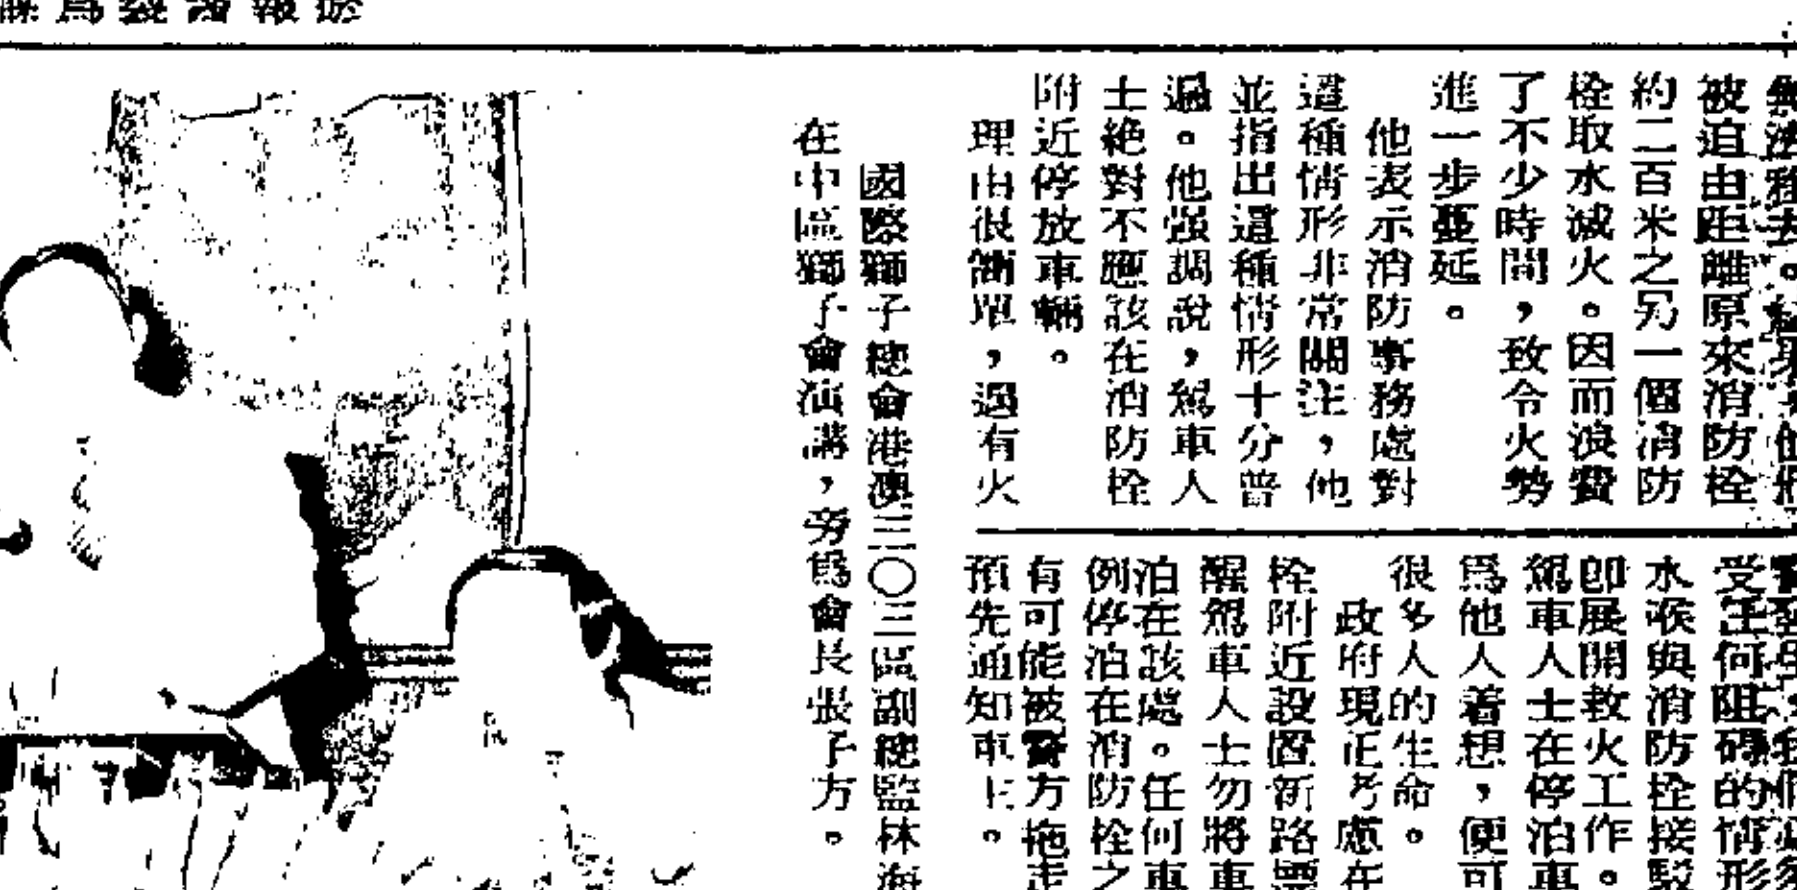 被迫由距離原來消防栓
約二百米之另一個消防
栓取水滅火。因而浪費
了不少時間，致令火勢
進一步蔓延。
他表示消防事務處對
這種情形非常關注，他
並指出這種情形十分普
遍。他強調說，駕車人
士絕對不應該在消防栓
附近停放車輛。
理由很簡單，遇有火
受任何阻碍的情形
水喉與消防栓接駁
即展開救火工作。
駕車人士在停泊車
爲他人着想，便可
很多人的生命。
政府現正考慮在
栓附近設置新路標
醒駕車人士勿將車
泊在該處。任何車
例停泊在消防栓之
有可能被警方拖走
預先通知車主。
國際獅子總會港澳三〇三區副總監林海
在中區獅子會演講，旁爲會長張子方。